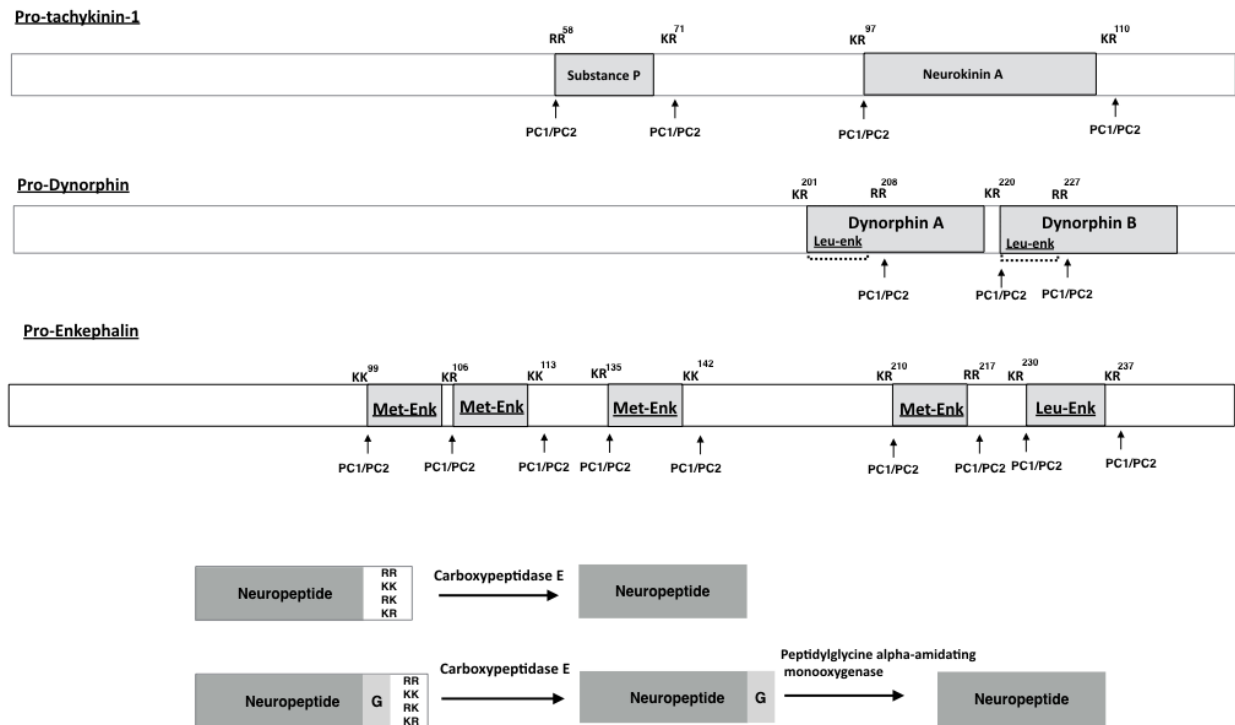 Pro-tachykinin-1
RR58 KR71 KR97 KR110
Substance P Neurokinin A
PC1/PC2 PC1/PC2 PC1/PC2 PC1/PC2
Pro-Dynorphin
KR201 RR208 KR220 RR227
Dynorphin A Dynorphin B
Leu-enk Leu-enk
PC1/PC2 PC1/PC2 PC1/PC2
Pro-Enkephalin
KK99 KR106 KK113 KR135 KK142 KR210 RR217 KR230 KR237
Met-Enk Met-Enk Met-Enk Met-Enk Leu-Enk
PC1/PC2 PC1/PC2 PC1/PC2 PC1/PC2 PC1/PC2 PC1/PC2 PC1/PC2 PC1/PC2 PC1/PC2
Neuropeptide
RR
KK
RK
KR
Carboxypeptidase E
Neuropeptide
Neuropeptide G
RR
KK
RK
KR
Carboxypeptidase E
Neuropeptide G
Peptidylglycine alpha-amidating
monooxygenase
Neuropeptide